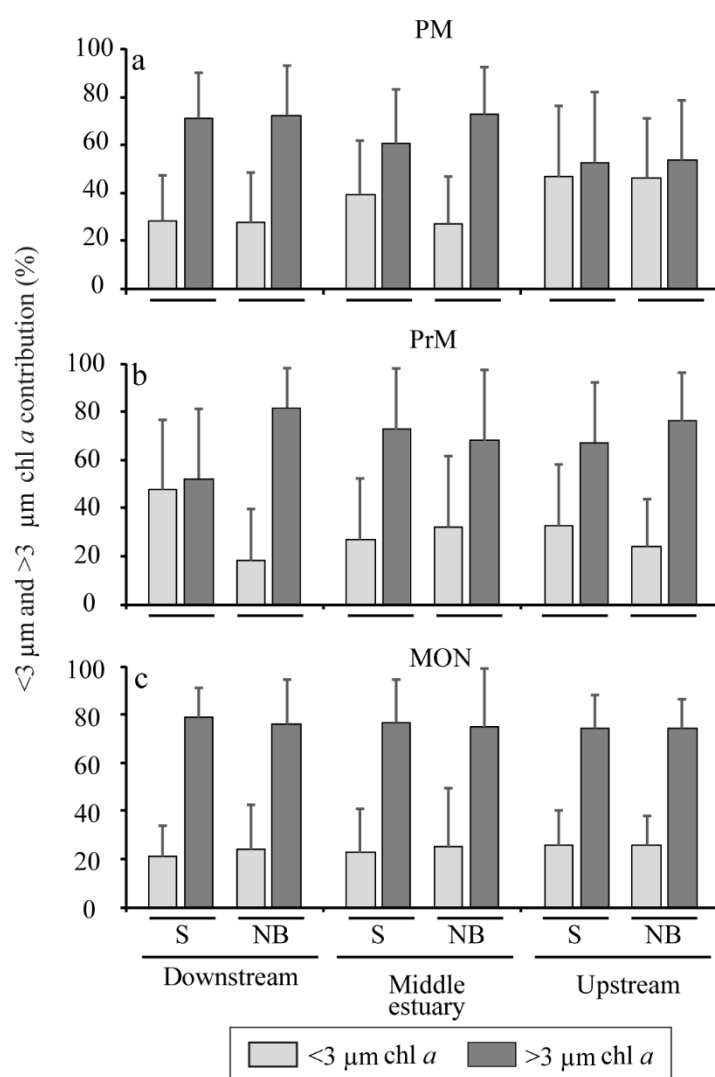 PM
a
100
80
60
40
20
0
PrM
b
100
80
60
40
20
0
MON
c
100
80
60
40
20
0
<3 µm and >3 µm chl a contribution (%)
S NB S NB S NB
Downstream Middle estuary Upstream
<3 µm chl a >3 µm chl a